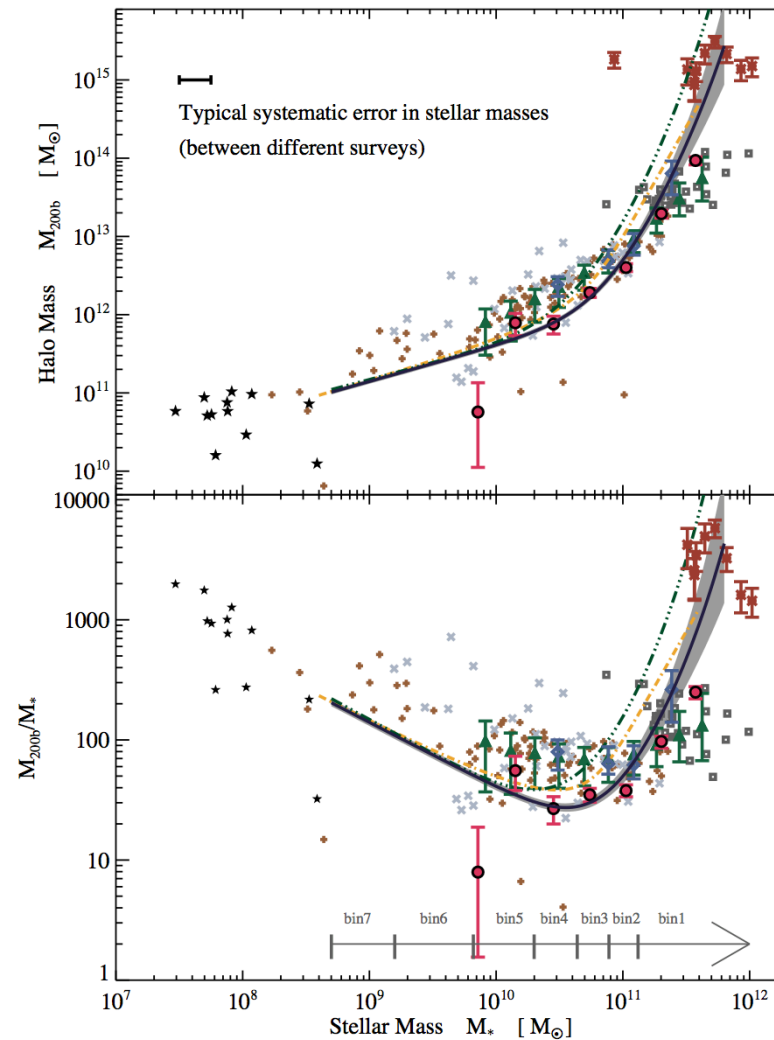 10¹⁵
10¹⁴
10¹³
10¹²
10¹¹
10¹⁰
Halo Mass M₂₀₀b [ M☉]
Typical systematic error in stellar masses
(between different surveys)
10000
1000
100
10
1
M₂₀₀b/M*
bin7 bin6 bin5 bin4 bin3 bin2 bin1
10⁷ 10⁸ 10⁹ 10¹⁰ 10¹¹ 10¹²
Stellar Mass M* [ M☉]